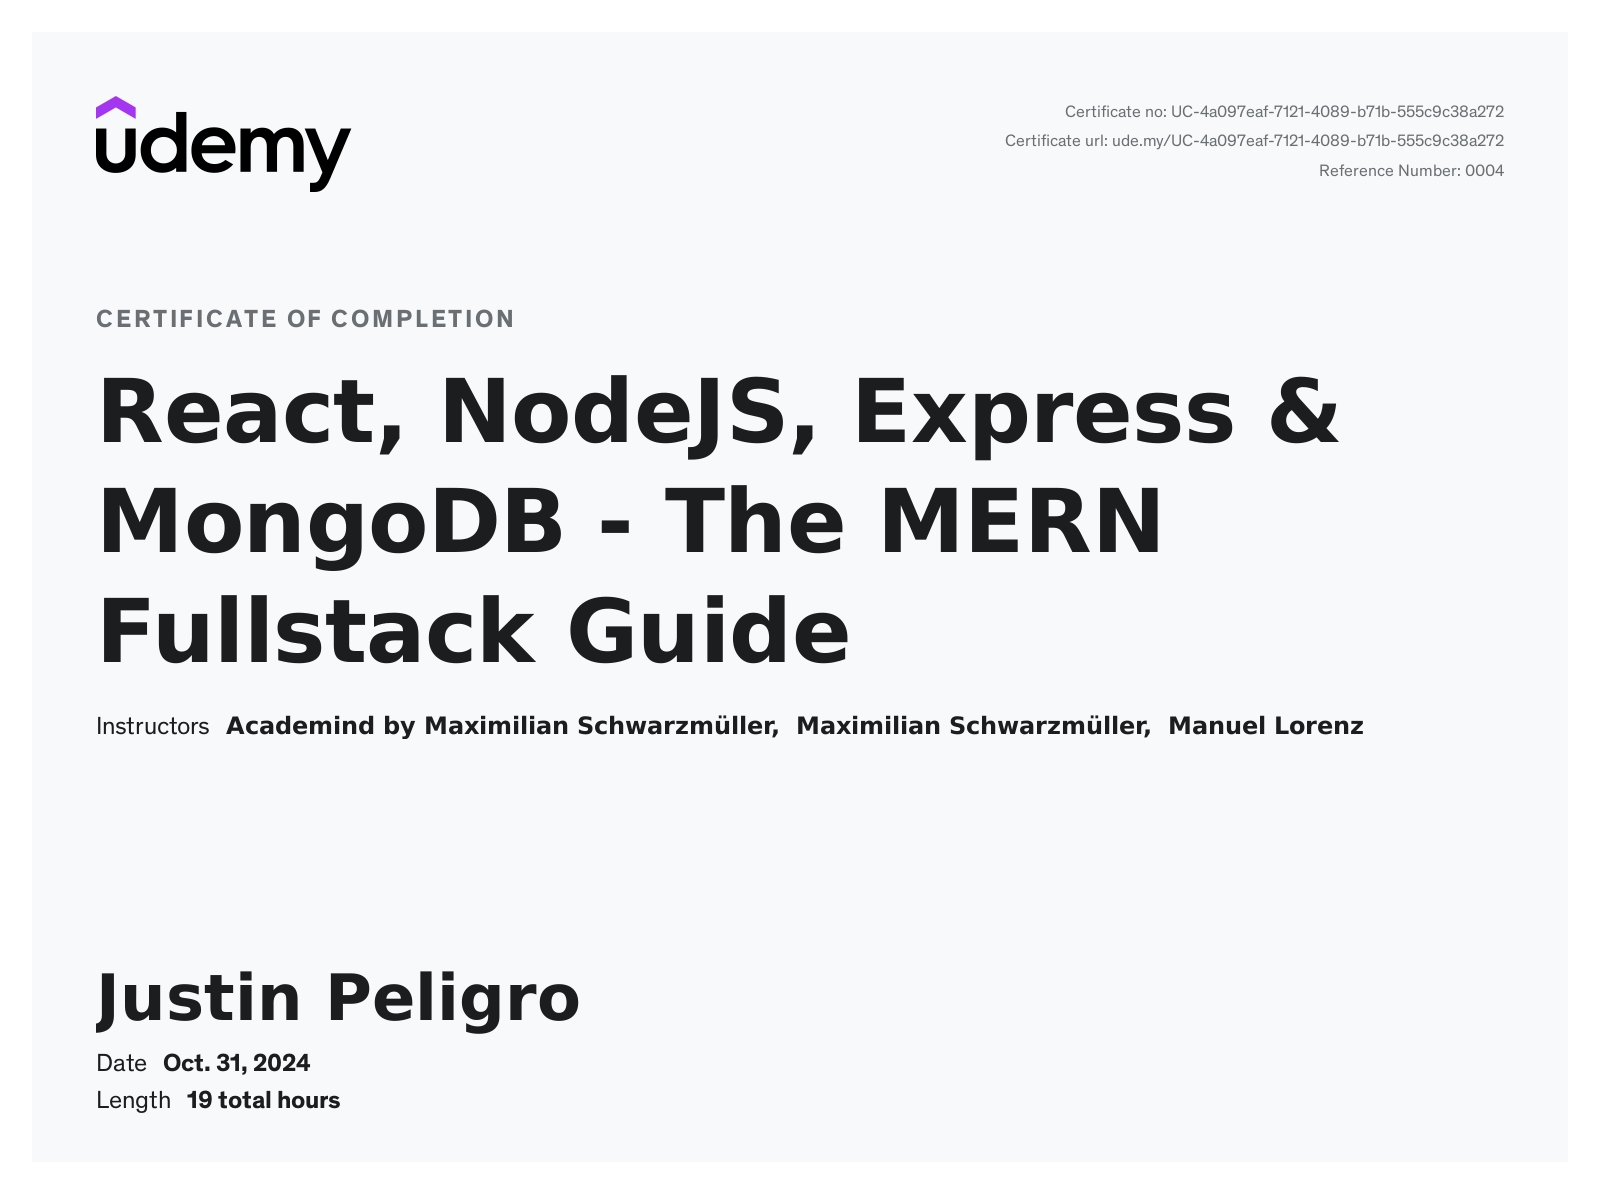 udemy
Certificate no: UC-4a097eaf-7121-4089-b71b-555c9c38a272
Certificate url: ude.my/UC-4a097eaf-7121-4089-b71b-555c9c38a272
Reference Number: 0004
CERTIFICATE OF COMPLETION
React, NodeJS, Express &
MongoDB - The MERN
Fullstack Guide
Instructors Academind by Maximilian Schwarzmüller, Maximilian Schwarzmüller, Manuel Lorenz
Justin Peligro
Date Oct. 31, 2024
Length 19 total hours